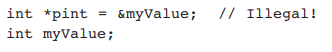 int *pint = &myValue;  // Illegal!
int myValue;